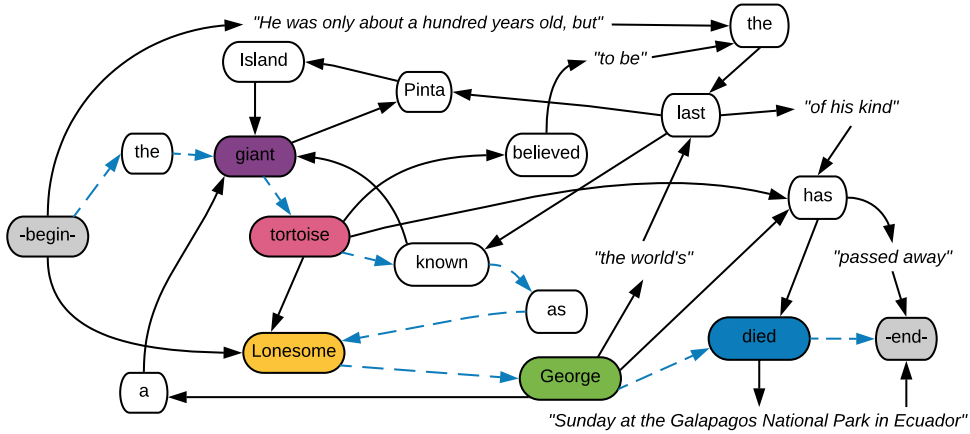 "He was only about a hundred years old, but"
the
Island
"to be"
Pinta
last
"of his kind"
the
giant
believed
has
-begin-
tortoise
known
"the world's"
"passed away"
as
Lonesome
died
-end-
George
a
"Sunday at the Galapagos National Park in Ecuador"